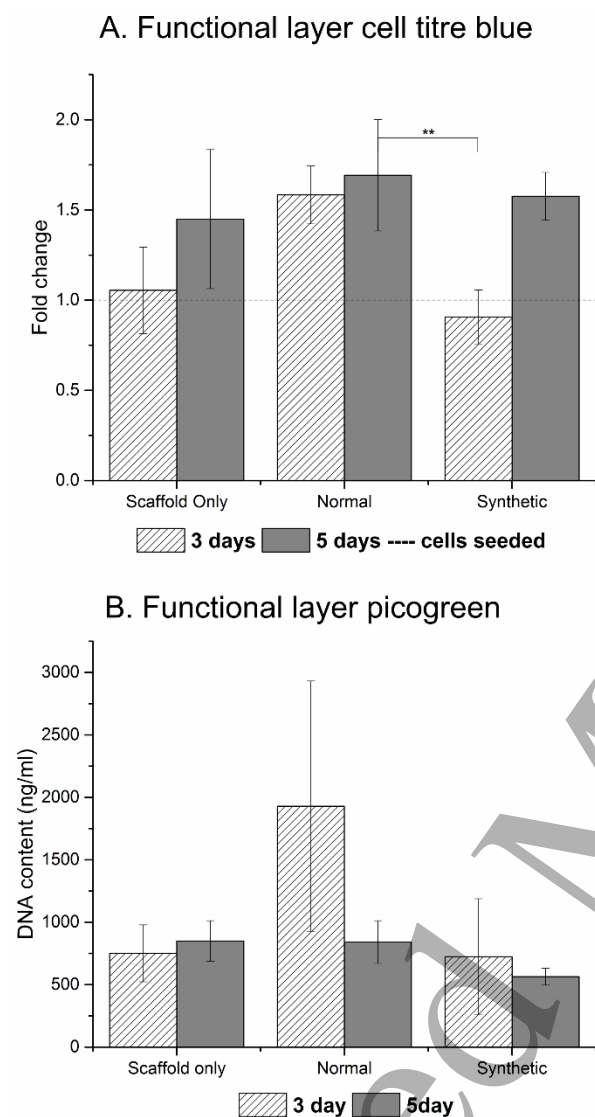 A. Functional layer cell titre blue
2.0
**
1.5
Fold change
1.0
0.5
0.0
Scaffold Only Normal Synthetic
3 days 5 days ---- cells seeded
B. Functional layer picogreen
3000
2500
2000
DNA content (ng/ml)
1500
1000
500
0
Scaffold only Normal Synthetic
3 day 5day